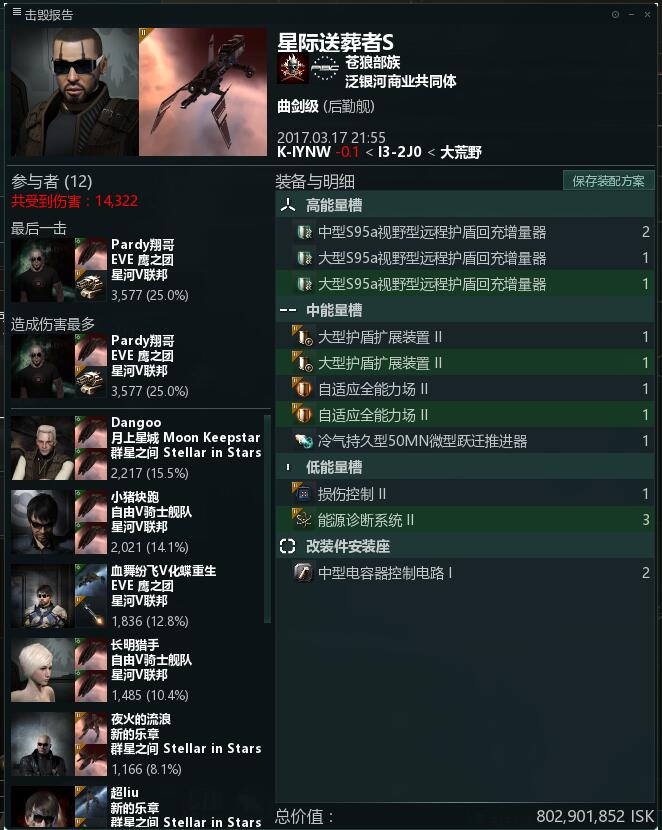 击毁报告
星际送葬者S
苍狼部族
泛银河商业共同体
曲剑级 (后勤舰)
2017.03.17 21:55
K-IYNW -0.1 < I3-2J0 < 大荒野
参与者 (12)
共受到伤害：14,322
最后一击
Pardy翔哥
EVE 鹰之团
星河V联邦
3,577 (25.0%)
造成伤害最多
Pardy翔哥
EVE 鹰之团
星河V联邦
3,577 (25.0%)
Dangoo
月上星城 Moon Keepstar
群星之间 Stellar in Stars
2,217 (15.5%)
小猪快跑
自由V骑士舰队
星河V联邦
2,021 (14.1%)
血舞纷飞V化蝶重生
EVE 鹰之团
星河V联邦
1,836 (12.8%)
长明猎手
自由V骑士舰队
星河V联邦
1,485 (10.4%)
夜火的流浪
新的乐章
群星之间 Stellar in Stars
1,166 (8.1%)
超liu
新的乐章
群星之间 Stellar in Stars
装备与明细
保存装配方案
高能量槽
中型S95a视野型远程护盾回充增量器 2
大型S95a视野型远程护盾回充增量器 1
大型S95a视野型远程护盾回充增量器 1
中能量槽
大型护盾扩展装置 II 1
大型护盾扩展装置 II 1
自适应全能力场 II 1
自适应全能力场 II 1
冷气持久型50MN微型跃迁推进器 1
低能量槽
损伤控制 II 1
能源诊断系统 II 3
改装件安装座
中型电容器控制电路 I 2
总价值： 802,901,852 ISK